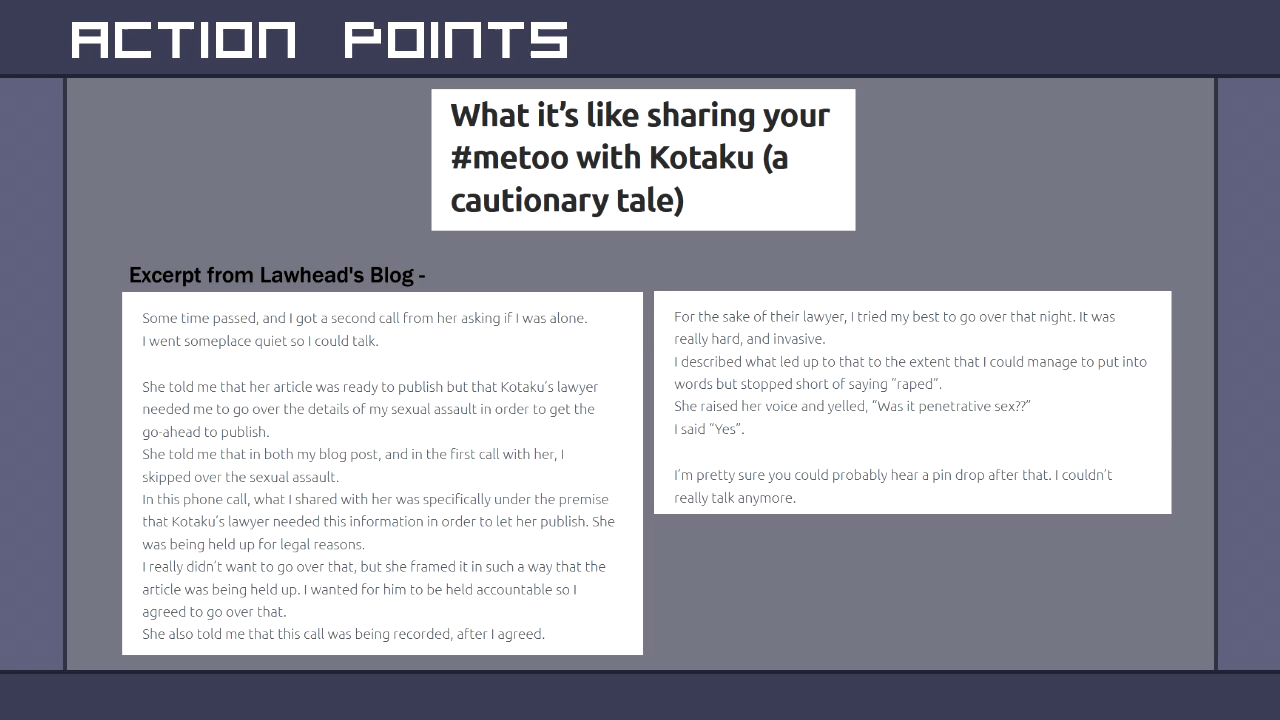 ACTION POINTS
What it’s like sharing your
#metoo with Kotaku (a
cautionary tale)
Excerpt from Lawhead's Blog -
Some time passed, and I got a second call from her asking if I was alone.
I went someplace quiet so I could talk.
She told me that her article was ready to publish but that Kotaku’s lawyer
needed me to go over the details of my sexual assault in order to get the
go-ahead to publish.
She told me that in both my blog post, and in the first call with her, I
skipped over the sexual assault.
In this phone call, what I shared with her was specifically under the premise
that Kotaku’s lawyer needed this information in order to let her publish. She
was being held up for legal reasons.
I really didn’t want to go over that, but she framed it in such a way that the
article was being held up. I wanted for him to be held accountable so I
agreed to go over that.
She also told me that this call was being recorded, after I agreed.
For the sake of their lawyer, I tried my best to go over that night. It was
really hard, and invasive.
I described what led up to that to the extent that I could manage to put into
words but stopped short of saying “raped”.
She raised her voice and yelled, “Was it penetrative sex??”
I said “Yes”.
I’m pretty sure you could probably hear a pin drop after that. I couldn’t
really talk anymore.